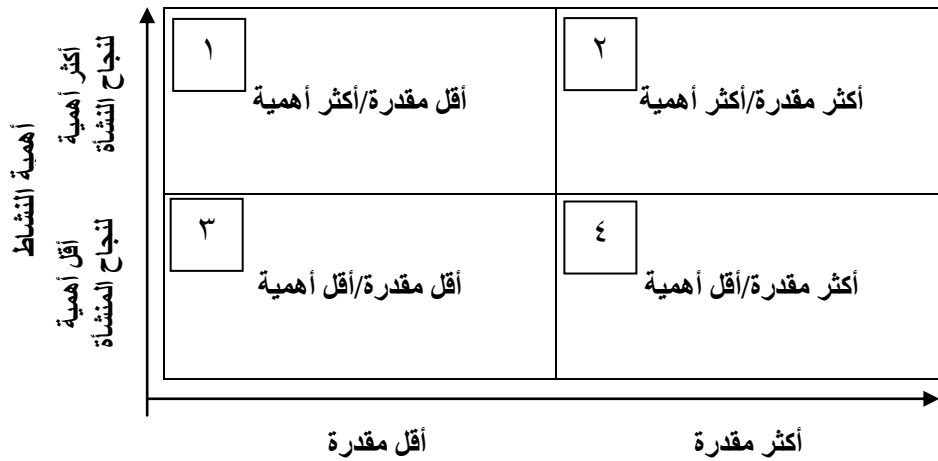 أهمية النشاط
أكثر أهمية
لنجاح النشأة
أقل أهمية
لنجاح المنشأة
١
أقل مقدرة/أكثر أهمية
٢
أكثر مقدرة/أكثر أهمية
٣
أقل مقدرة/أقل أهمية
٤
أكثر مقدرة/أقل أهمية
أقل مقدرة
أكثر مقدرة